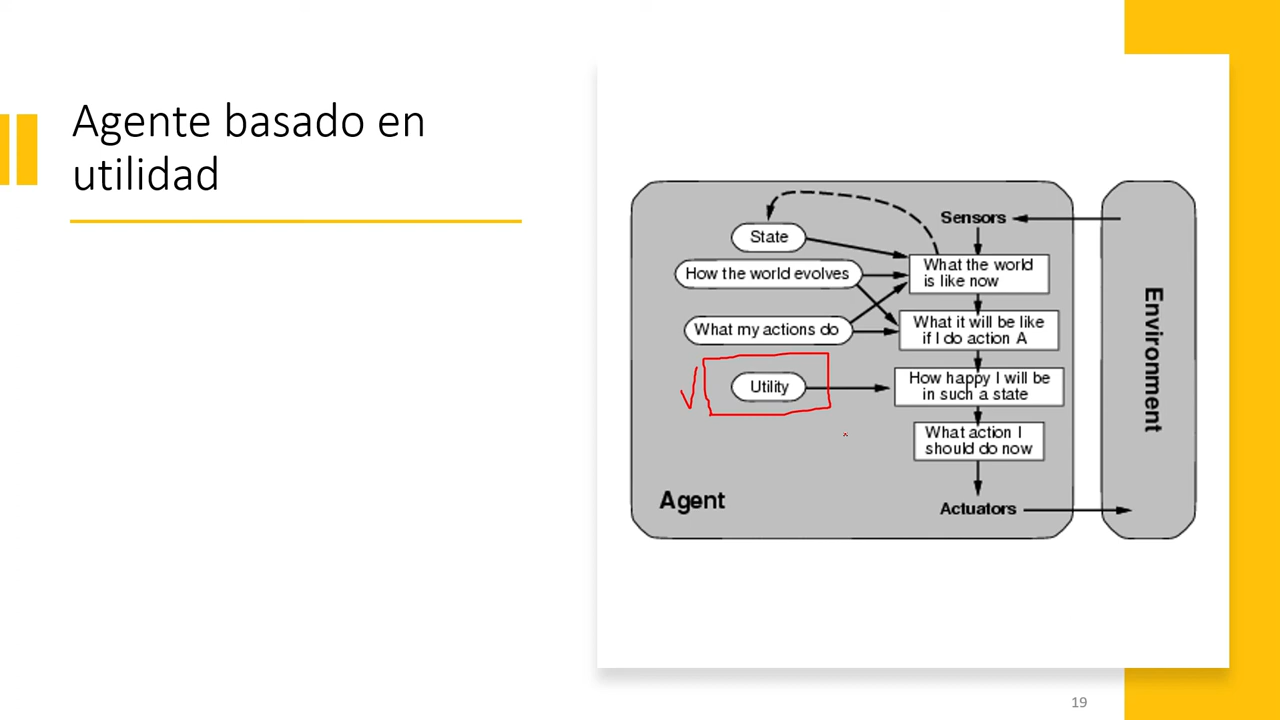 Agente basado en
utilidad
Sensors
State
What the world
is like now
How the world evolves
What it will be like
if I do action A
What my actions do
Utility
How happy I will be
in such a state
What action I
should do now
Agent
Actuators
Environment
19